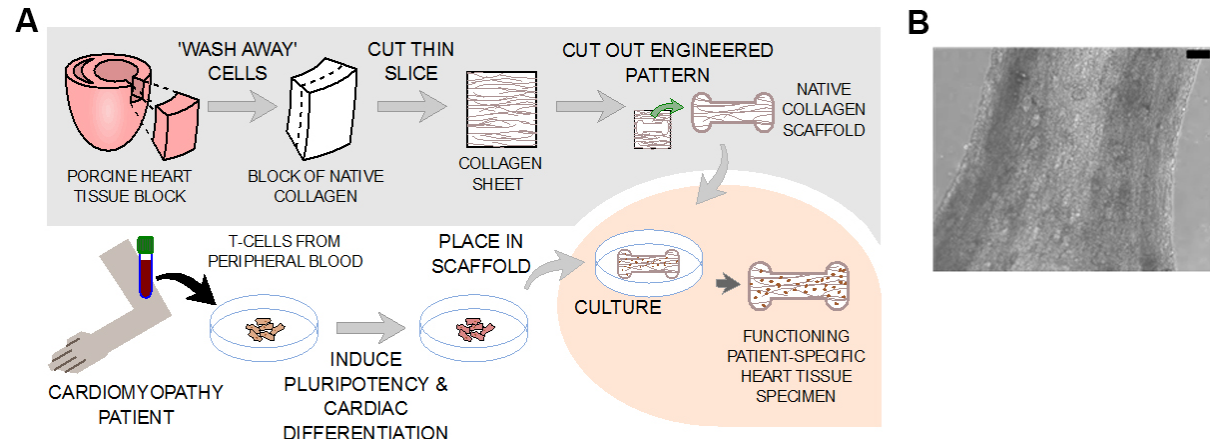 A
'WASH AWAY'
CELLS
CUT THIN
SLICE
CUT OUT ENGINEERED
PATTERN
NATIVE
COLLAGEN
SCAFFOLD
PORCINE HEART
TISSUE BLOCK
BLOCK OF NATIVE
COLLAGEN
COLLAGEN
SHEET
T-CELLS FROM
PERIPHERAL BLOOD
PLACE IN
SCAFFOLD
CULTURE
CARDIOMYOPATHY
PATIENT
INDUCE
PLURIPOTENCY &
CARDIAC
DIFFERENTIATION
FUNCTIONING
PATIENT-SPECIFIC
HEART TISSUE
SPECIMEN
B